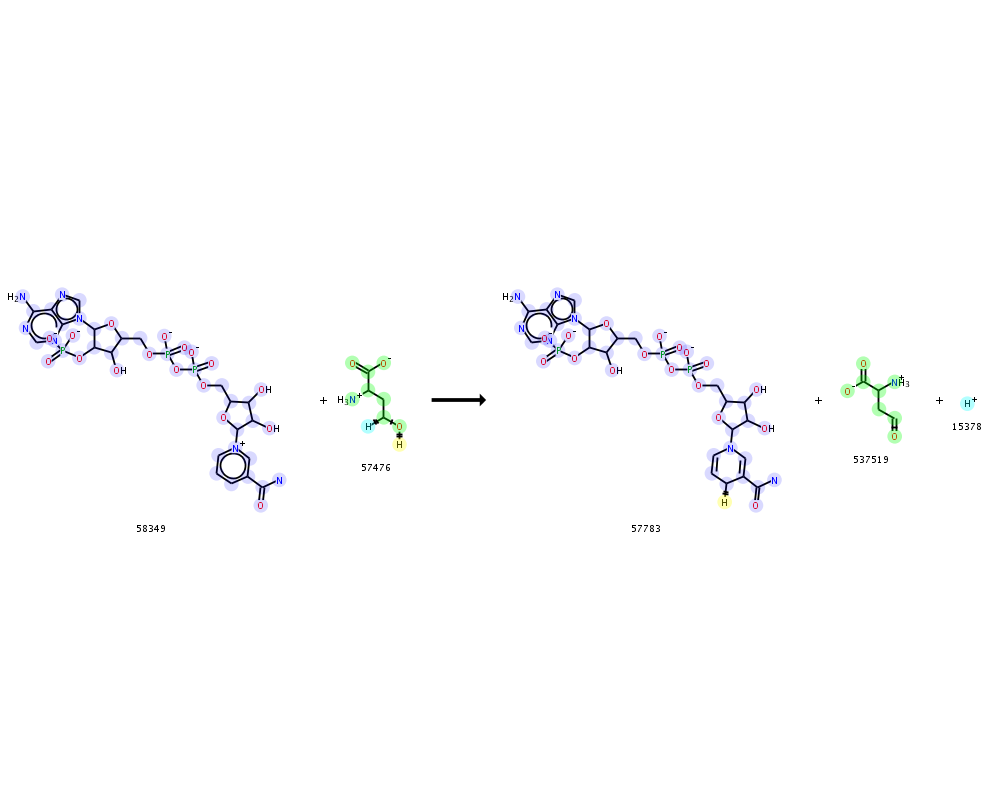 H₂N N N N N O O⁻ O⁻ P O O OH O O⁻ P O O O⁻ P O O O OH OH N⁺ N O
58349
+
O O⁻ H₃N⁺ H O H
57476
H₂N N N N N O O⁻ O⁻ P O O OH O O⁻ P O O O⁻ P O O O OH OH N H N O
57783
+
O O⁻ NH₃⁺ O
537519
+
H⁺
15378